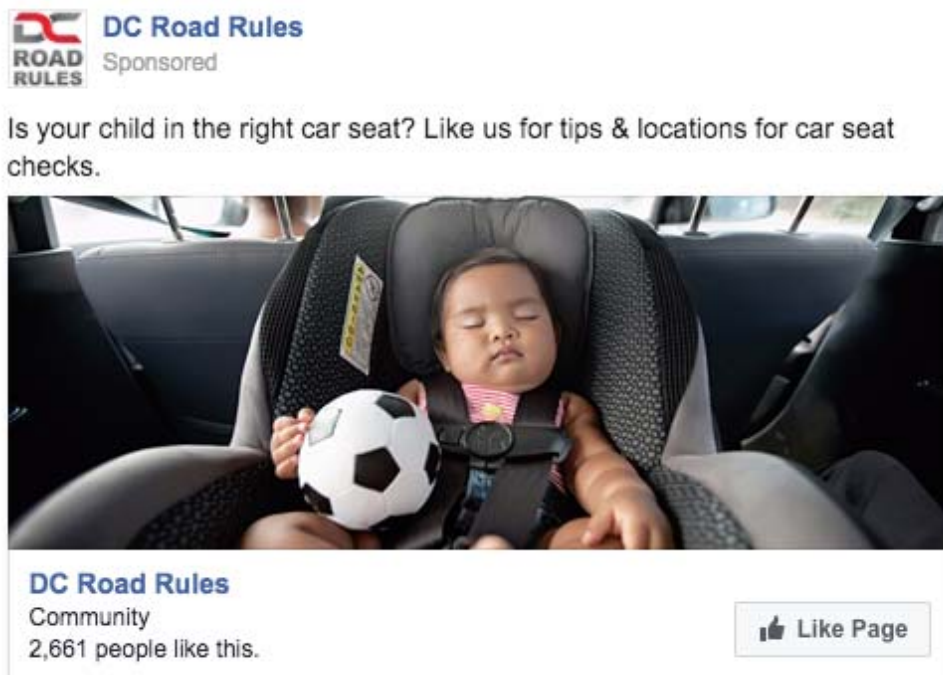 DC
ROAD
RULES
DC Road Rules
Sponsored
Is your child in the right car seat? Like us for tips & locations for car seat
checks.
DC Road Rules
Community
2,661 people like this.
Like Page